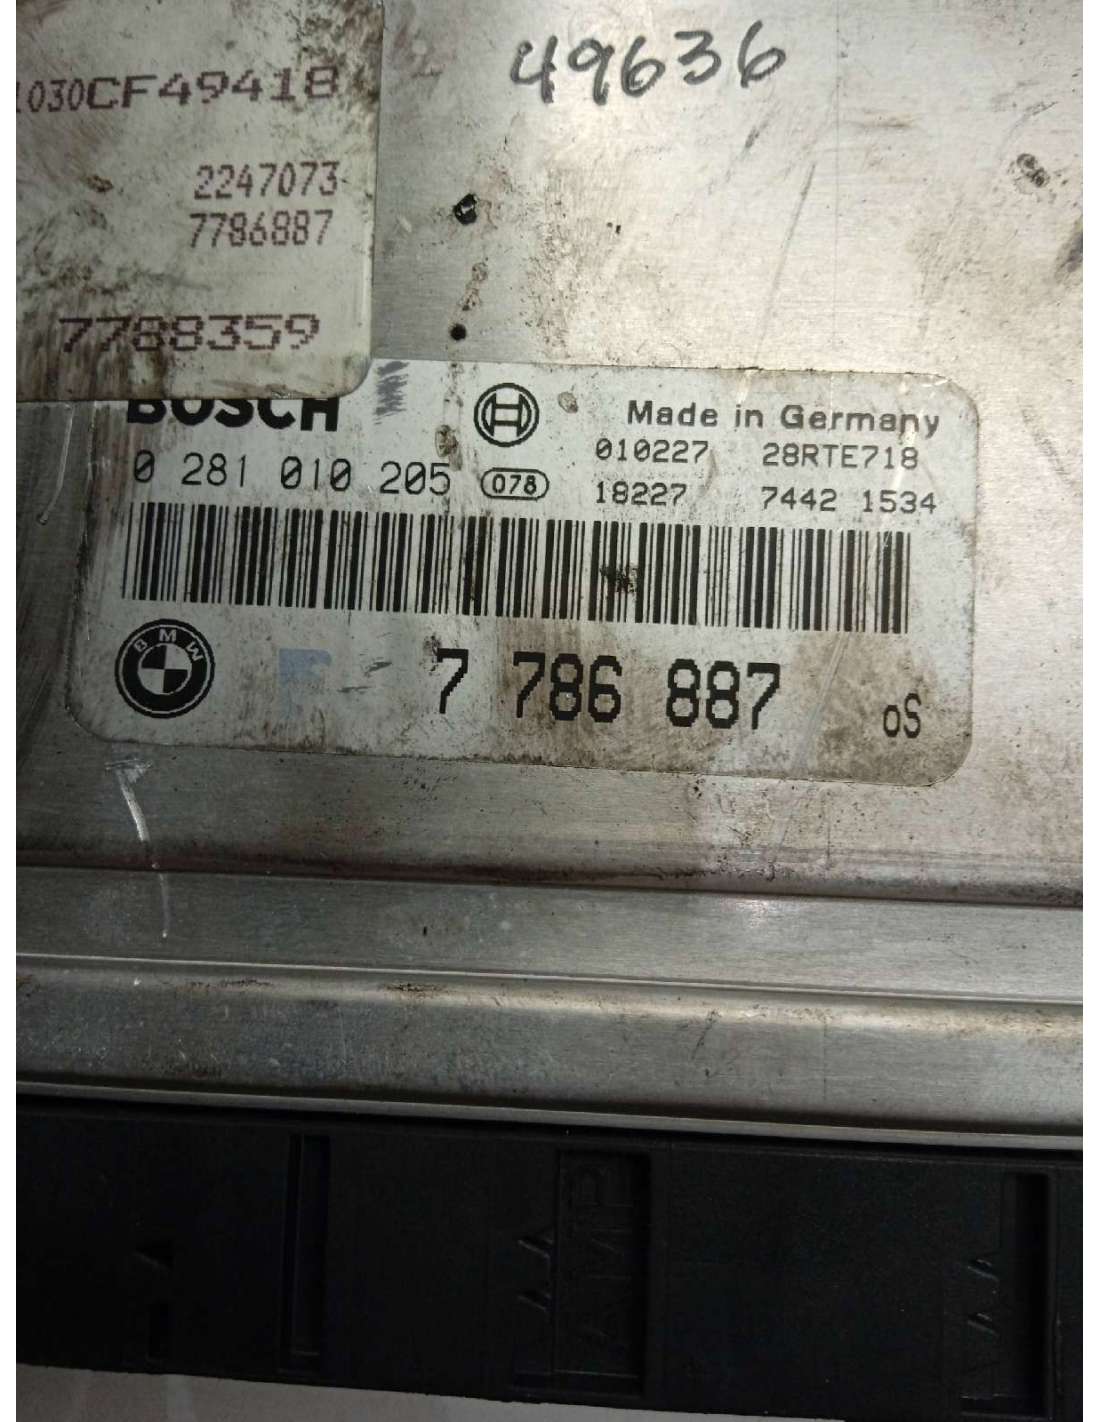 49636
1030CF49418
2247073
7786887
7788359
BOSCH
Made in Germany
0 281 010 205 078
010227 28RTE718
18227 7442 1534
BMW
F 7 786 887 oS
AMP